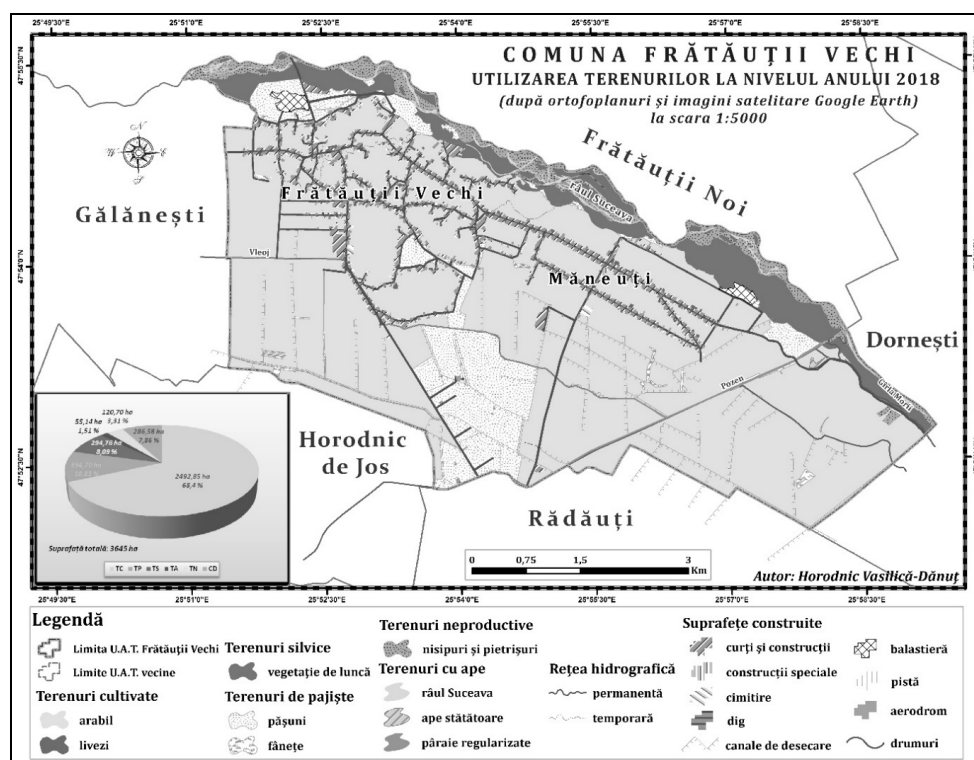 25°49'30"E 25°51'0"E 25°52'30"E 25°54'0"E 25°55'30"E 25°57'0"E 25°58'30"E
COMUNA FRĂTĂUȚII VECHI
UTILIZAREA TERENURILOR LA NIVELUL ANULUI 2018
(după ortofoplanuri și imagini satelitare Google Earth)
la scara 1:5000
47°55'30"N
N
W E
S
Frătăuții Noi
râul Suceava
Gălănești
Frătăuții Vechi
Vleoj
47°54'0"N
Măneuți
Dornești
Pozen
Gîrla Morii
120,70 ha
3,31 %
55,14 ha
1,51 %
286,58 ha
7,86 %
294,76 ha
8,09 %
2492,85 ha
68,4 %
Suprafață totală: 3645 ha
TC TP TS TA TN CD
Horodnic
de Jos
47°52'30"N
Rădăuți
0 0,75 1,5 3
Km
Autor: Horodnic Vasilică-Dănuț
25°49'30"E 25°51'0"E 25°52'30"E 25°54'0"E 25°55'30"E 25°57'0"E 25°58'30"E
Legendă
Limita U.A.T. Frătăuții Vechi
Limite U.A.T. vecine
Terenuri cultivate
arabil
livezi
Terenuri silvice
vegetație de luncă
Terenuri de pajiște
pășuni
fânețe
Terenuri neproductive
nisipuri și pietrișuri
Terenuri cu ape
râul Suceava
ape stătătoare
pâraie regularizate
Rețea hidrografică
permanentă
temporară
Suprafețe construite
curți și construcții
construcții speciale
cimitire
dig
canale de desecare
balastieră
pistă
aerodrom
drumuri